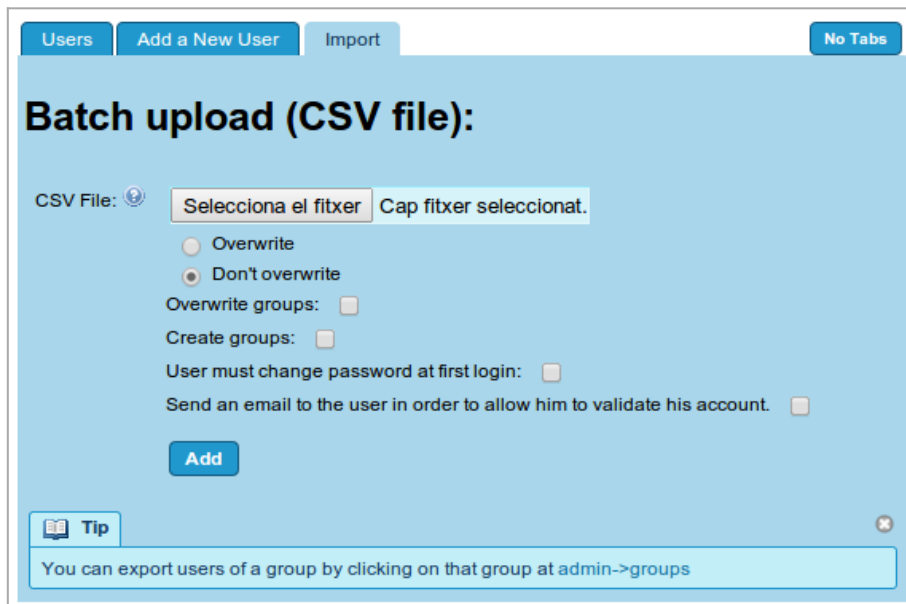 Users Add a New User Import No Tabs
Batch upload (CSV file):
CSV File: Selecciona el fitxer Cap fitxer seleccionat.
Overwrite
Don't overwrite
Overwrite groups:
Create groups:
User must change password at first login:
Send an email to the user in order to allow him to validate his account.
Add
Tip
You can export users of a group by clicking on that group at admin->groups